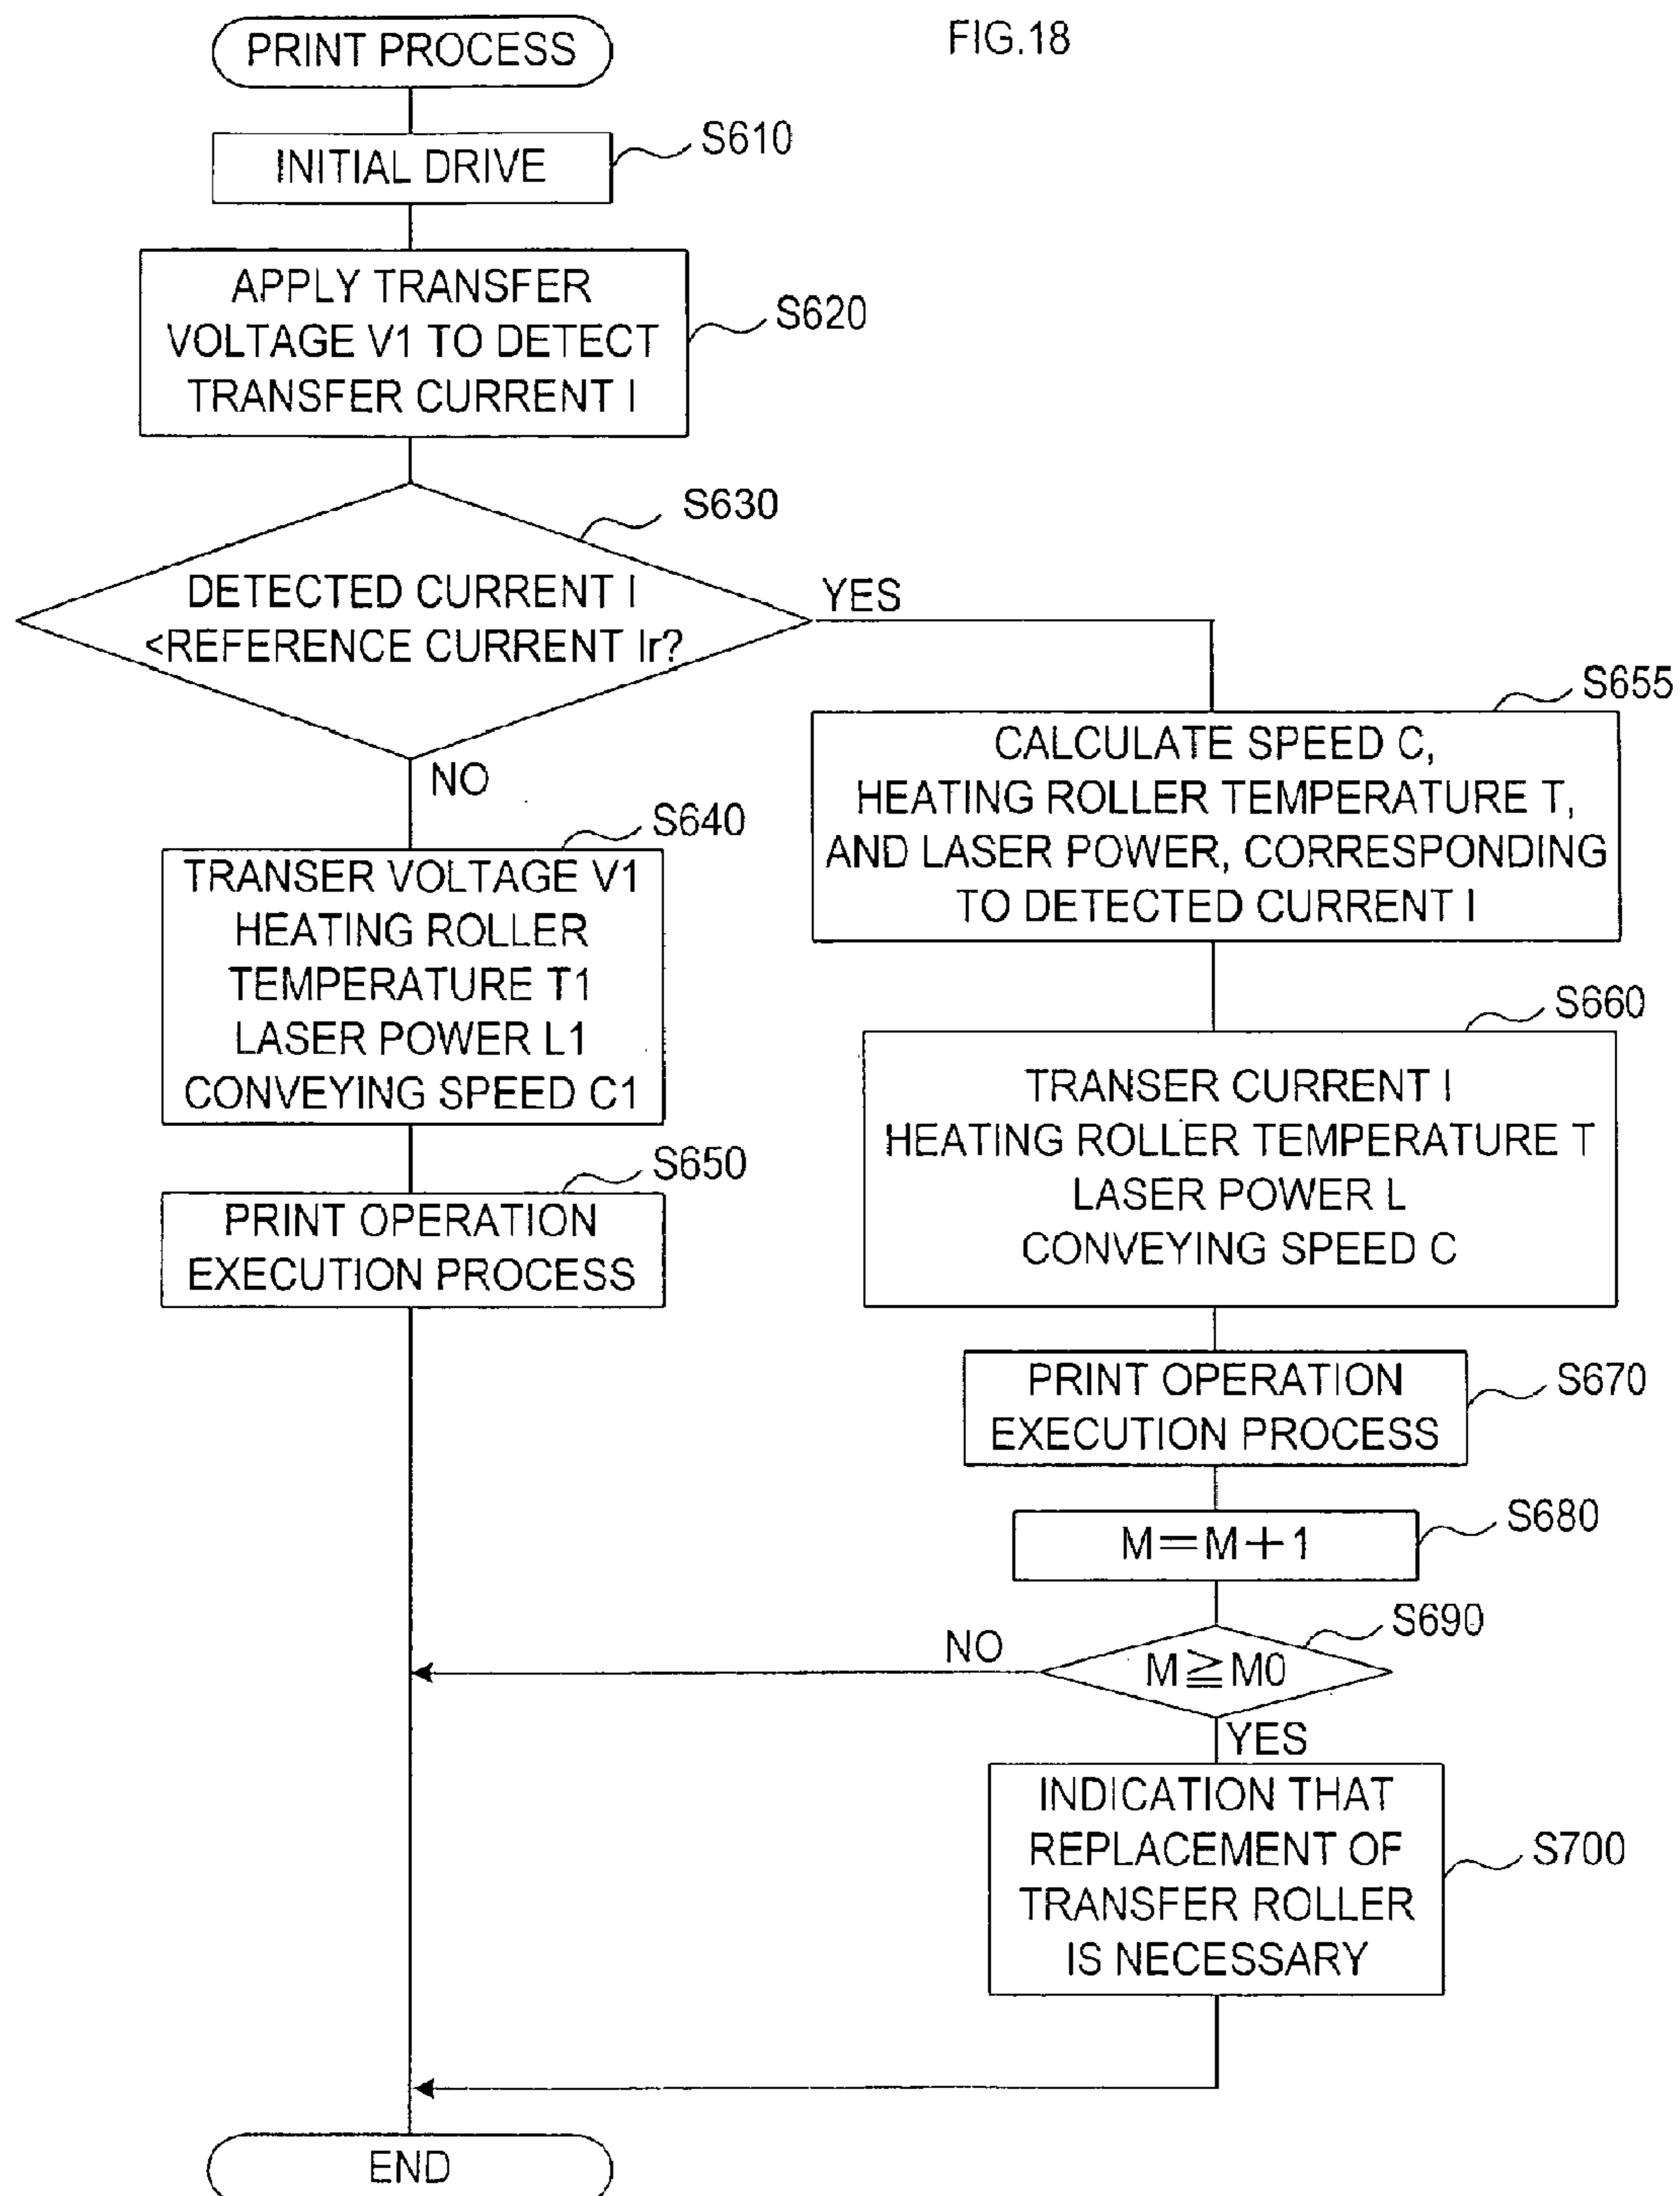 FIG.18
PRINT PROCESS
INITIAL DRIVE
S610
APPLY TRANSFER
VOLTAGE V1 TO DETECT
TRANSFER CURRENT I
S620
DETECTED CURRENT I
<REFERENCE CURRENT Ir?
S630
YES
NO
S640
TRANSER VOLTAGE V1
HEATING ROLLER
TEMPERATURE T1
LASER POWER L1
CONVEYING SPEED C1
S650
PRINT OPERATION
EXECUTION PROCESS
S655
CALCULATE SPEED C,
HEATING ROLLER TEMPERATURE T,
AND LASER POWER, CORRESPONDING
TO DETECTED CURRENT I
S660
TRANSER CURRENT I
HEATING ROLLER TEMPERATURE T
LASER POWER L
CONVEYING SPEED C
PRINT OPERATION
EXECUTION PROCESS
S670
M=M+1
S680
S690
M≧M0
NO
YES
INDICATION THAT
REPLACEMENT OF
TRANSFER ROLLER
IS NECESSARY
S700
END